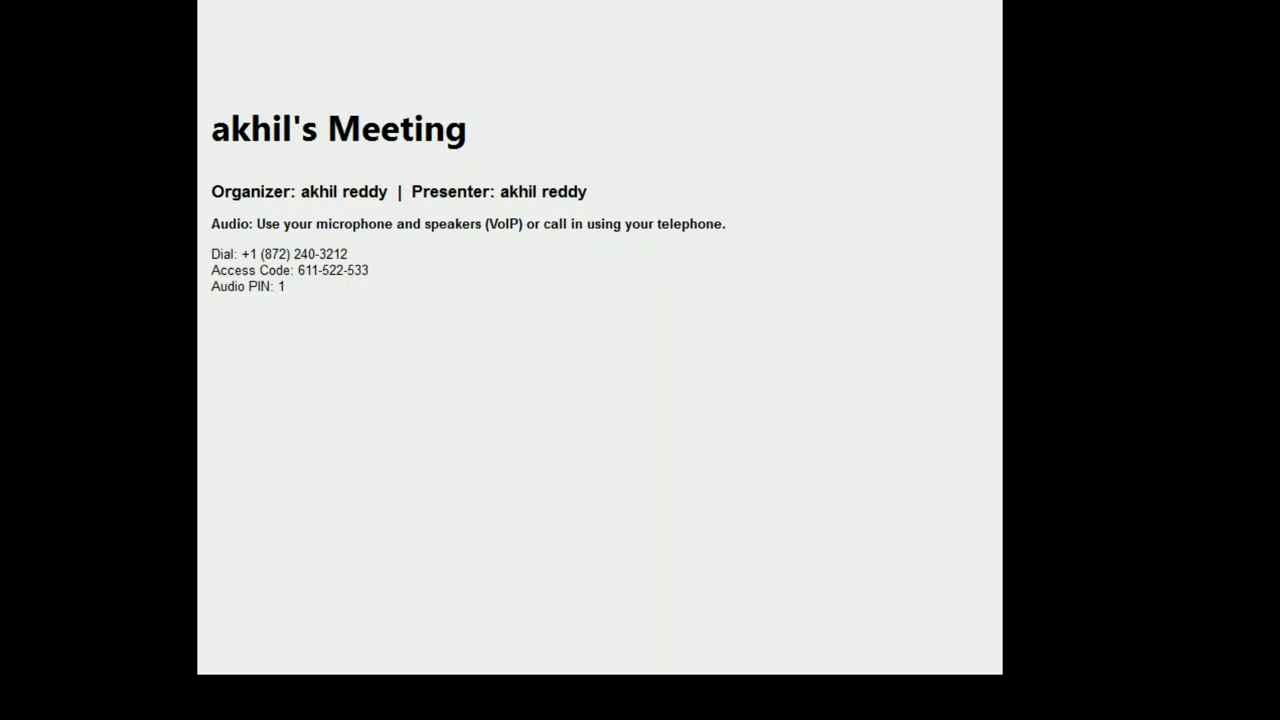 akhil's Meeting
Organizer: akhil reddy | Presenter: akhil reddy
Audio: Use your microphone and speakers (VoIP) or call in using your telephone.
Dial: +1 (872) 240-3212
Access Code: 611-522-533
Audio PIN: 1